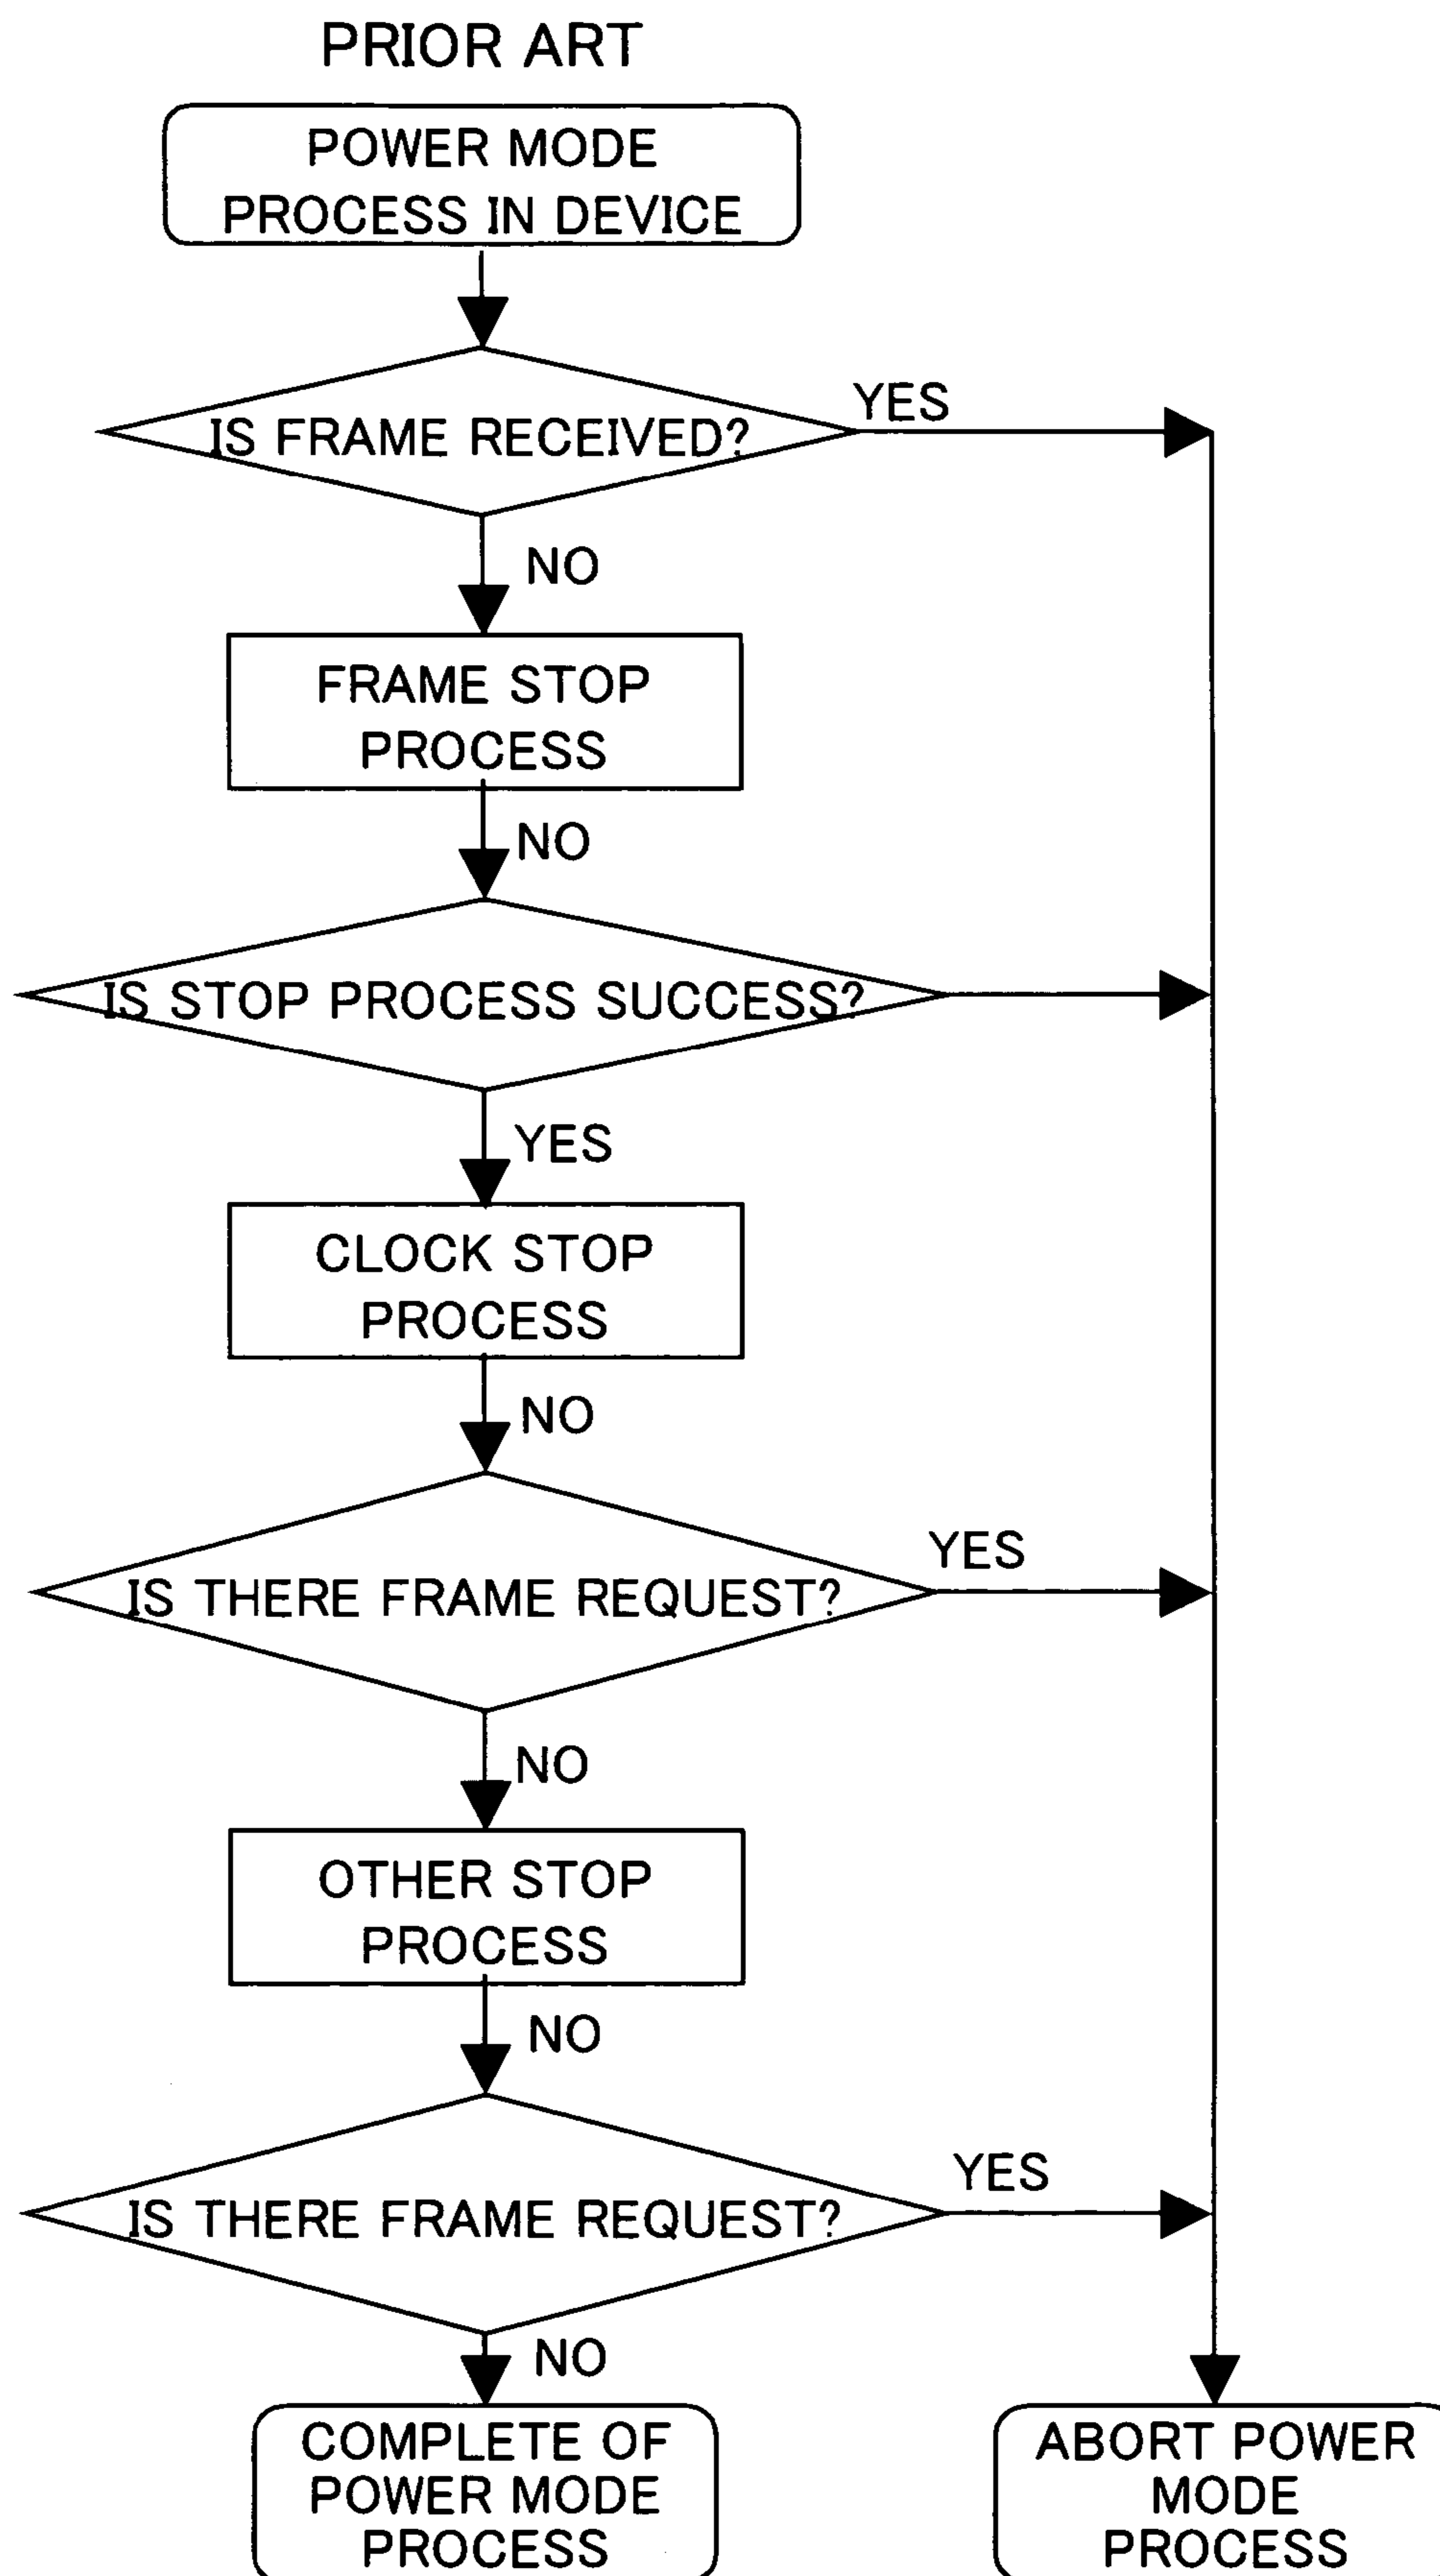 PRIOR ART
POWER MODE
PROCESS IN DEVICE
IS FRAME RECEIVED?
YES
NO
FRAME STOP
PROCESS
NO
IS STOP PROCESS SUCCESS?
YES
CLOCK STOP
PROCESS
NO
IS THERE FRAME REQUEST?
YES
NO
OTHER STOP
PROCESS
NO
IS THERE FRAME REQUEST?
YES
NO
COMPLETE OF
POWER MODE
PROCESS
ABORT POWER
MODE
PROCESS